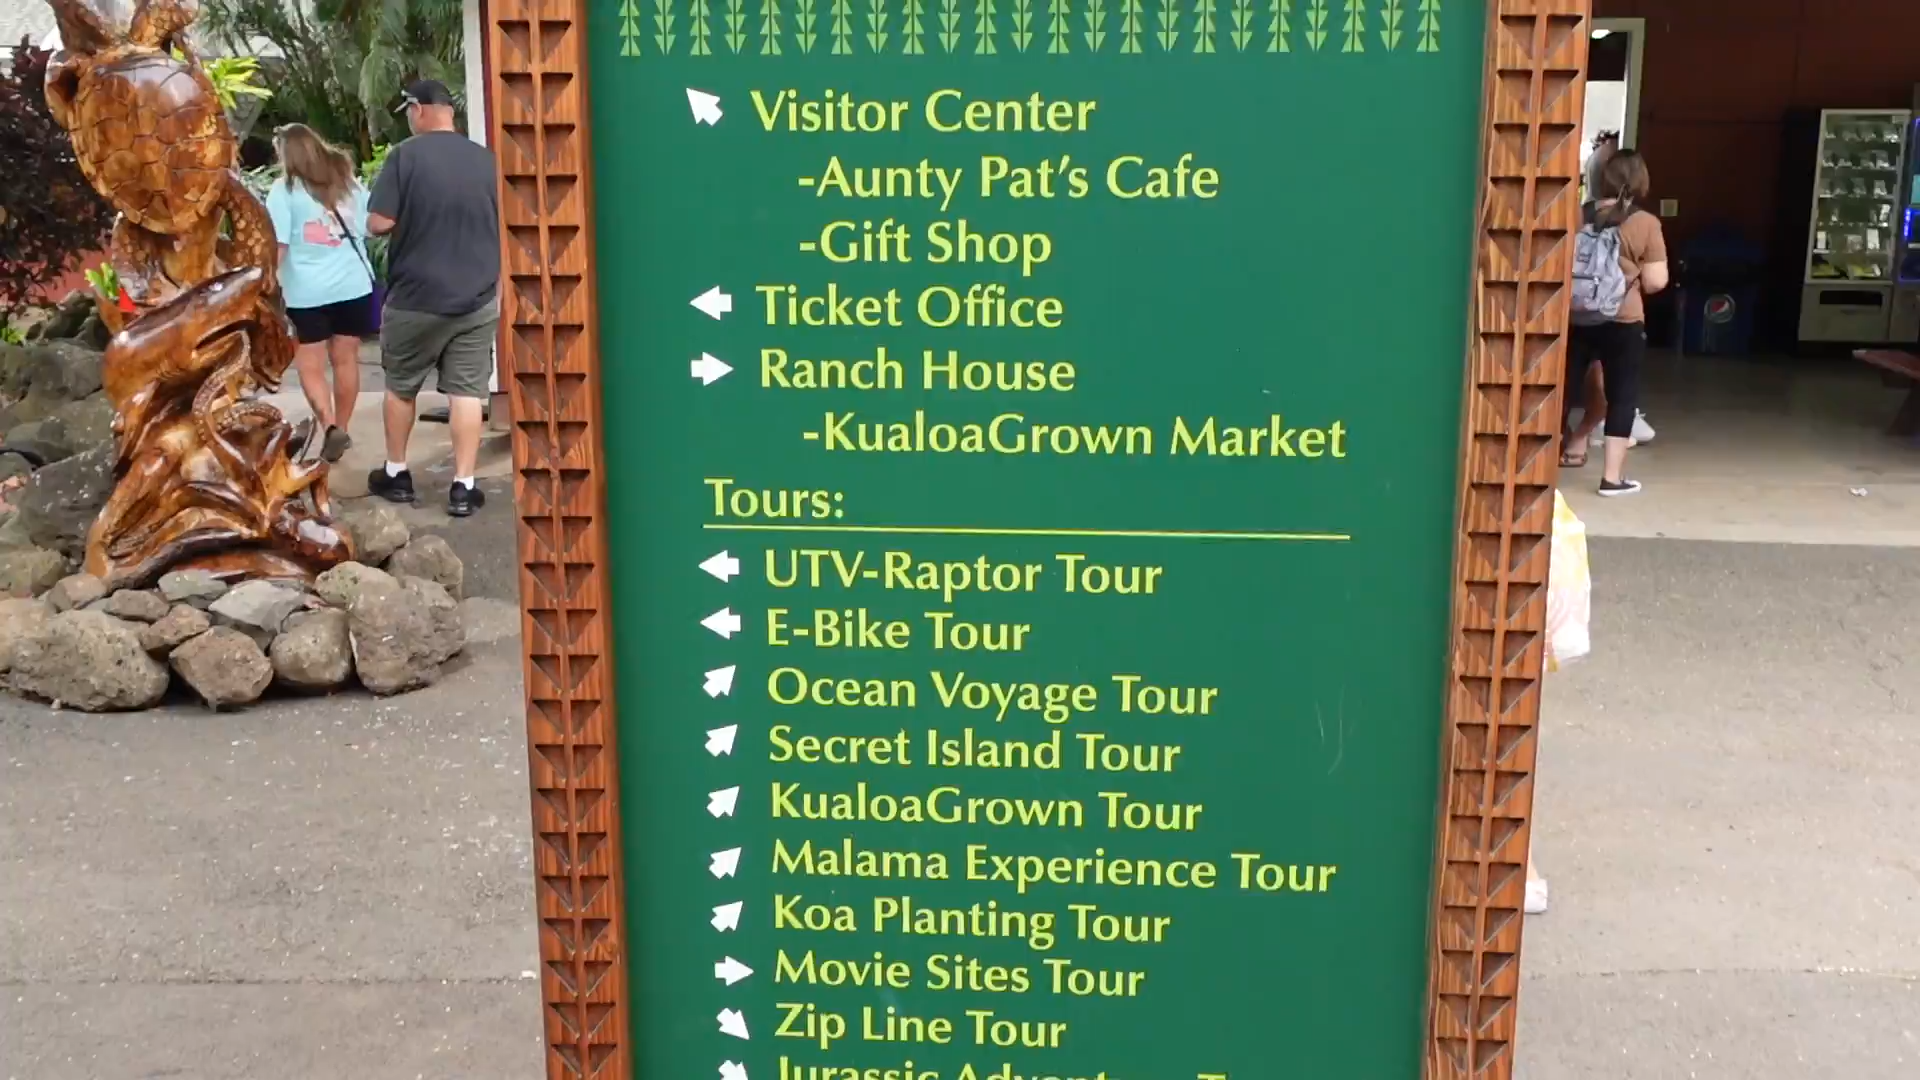 Visitor Center
-Aunty Pat's Cafe
-Gift Shop
Ticket Office
Ranch House
-KualoaGrown Market
Tours:
UTV-Raptor Tour
E-Bike Tour
Ocean Voyage Tour
Secret Island Tour
KualoaGrown Tour
Malama Experience Tour
Koa Planting Tour
Movie Sites Tour
Zip Line Tour
Jurassic Adventure